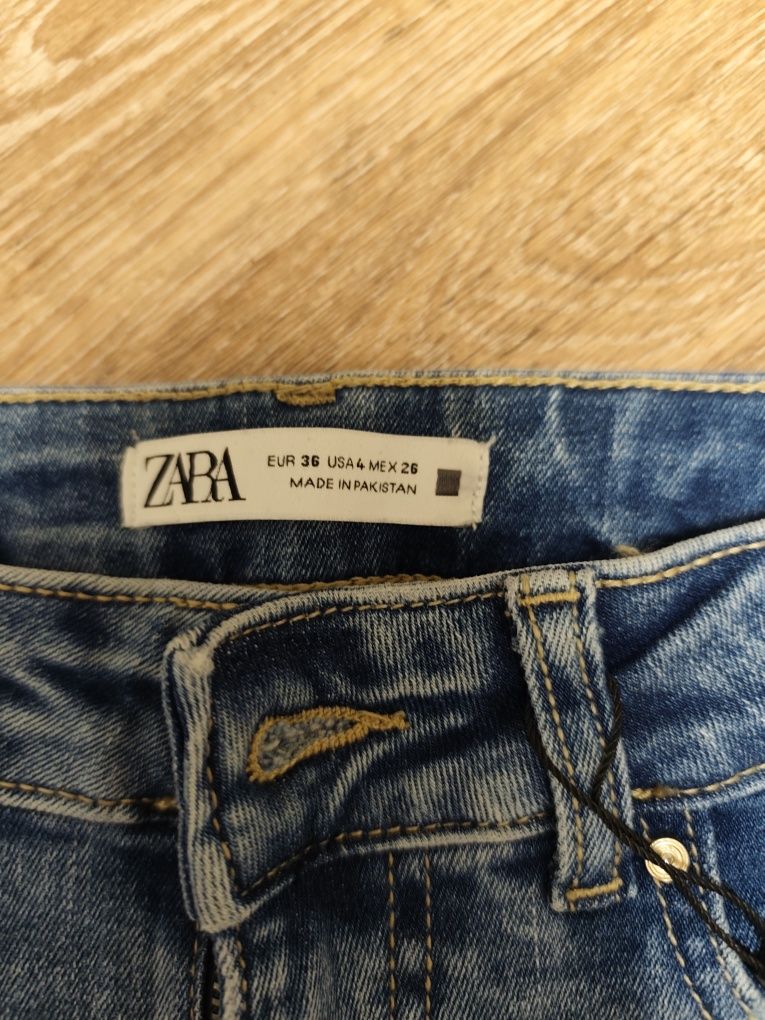 ZARA
EUR 36 USA 4 MEX 26
MADE IN PAKISTAN